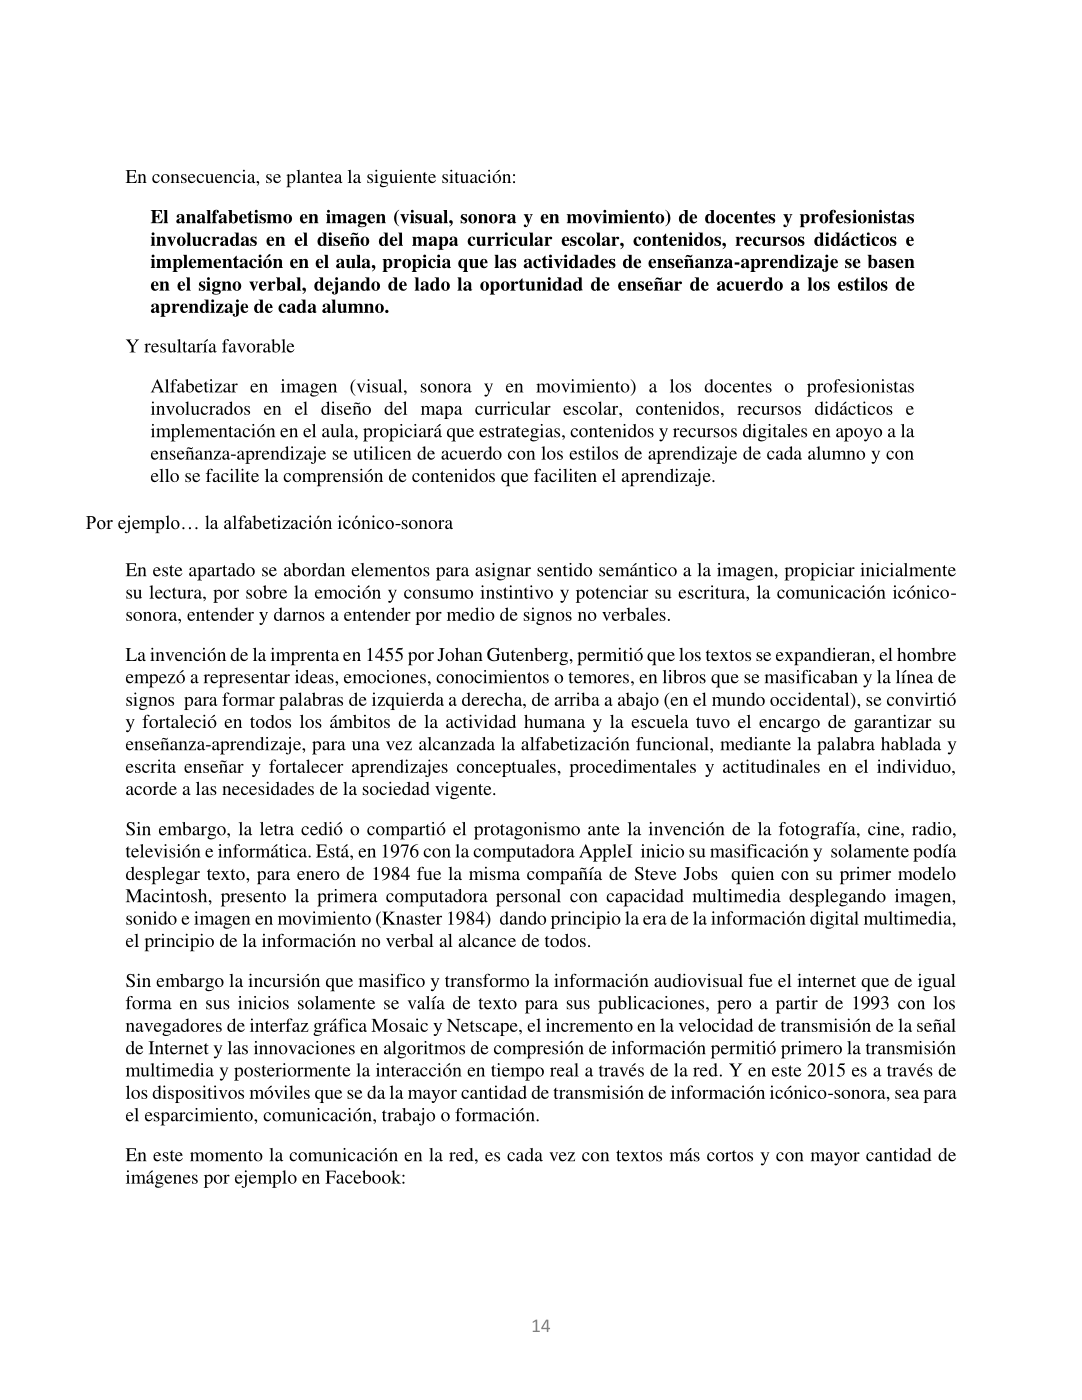 En consecuencia, se plantea la siguiente situación:
El analfabetismo en imagen (visual, sonora y en movimiento) de docentes y profesionistas
involucradas en el diseño del mapa curricular escolar, contenidos, recursos didácticos e
implementación en el aula, propicia que las actividades de enseñanza-aprendizaje se basen
en el signo verbal, dejando de lado la oportunidad de enseñar de acuerdo a los estilos de
aprendizaje de cada alumno.
Y resultaría favorable
Alfabetizar en imagen (visual, sonora y en movimiento) a los docentes o profesionistas
involucrados en el diseño del mapa curricular escolar, contenidos, recursos didácticos e
implementación en el aula, propiciará que estrategias, contenidos y recursos digitales en apoyo a la
enseñanza-aprendizaje se utilicen de acuerdo con los estilos de aprendizaje de cada alumno y con
ello se facilite la comprensión de contenidos que faciliten el aprendizaje.
Por ejemplo… la alfabetización icónico-sonora
En este apartado se abordan elementos para asignar sentido semántico a la imagen, propiciar inicialmente
su lectura, por sobre la emoción y consumo instintivo y potenciar su escritura, la comunicación icónico-
sonora, entender y darnos a entender por medio de signos no verbales.
La invención de la imprenta en 1455 por Johan Gutenberg, permitió que los textos se expandieran, el hombre
empezó a representar ideas, emociones, conocimientos o temores, en libros que se masificaban y la línea de
signos  para formar palabras de izquierda a derecha, de arriba a abajo (en el mundo occidental), se convirtió
y fortaleció en todos los ámbitos de la actividad humana y la escuela tuvo el encargo de garantizar su
enseñanza-aprendizaje, para una vez alcanzada la alfabetización funcional, mediante la palabra hablada y
escrita enseñar y fortalecer aprendizajes conceptuales, procedimentales y actitudinales en el individuo,
acorde a las necesidades de la sociedad vigente.
Sin embargo, la letra cedió o compartió el protagonismo ante la invención de la fotografía, cine, radio,
televisión e informática. Está, en 1976 con la computadora AppleI  inicio su masificación y  solamente podía
desplegar texto, para enero de 1984 fue la misma compañía de Steve Jobs  quien con su primer modelo
Macintosh, presento la primera computadora personal con capacidad multimedia desplegando imagen,
sonido e imagen en movimiento (Knaster 1984)  dando principio la era de la información digital multimedia,
el principio de la información no verbal al alcance de todos.
Sin embargo la incursión que masifico y transformo la información audiovisual fue el internet que de igual
forma en sus inicios solamente se valía de texto para sus publicaciones, pero a partir de 1993 con los
navegadores de interfaz gráfica Mosaic y Netscape, el incremento en la velocidad de transmisión de la señal
de Internet y las innovaciones en algoritmos de compresión de información permitió primero la transmisión
multimedia y posteriormente la interacción en tiempo real a través de la red. Y en este 2015 es a través de
los dispositivos móviles que se da la mayor cantidad de transmisión de información icónico-sonora, sea para
el esparcimiento, comunicación, trabajo o formación.
En este momento la comunicación en la red, es cada vez con textos más cortos y con mayor cantidad de
imágenes por ejemplo en Facebook:
14